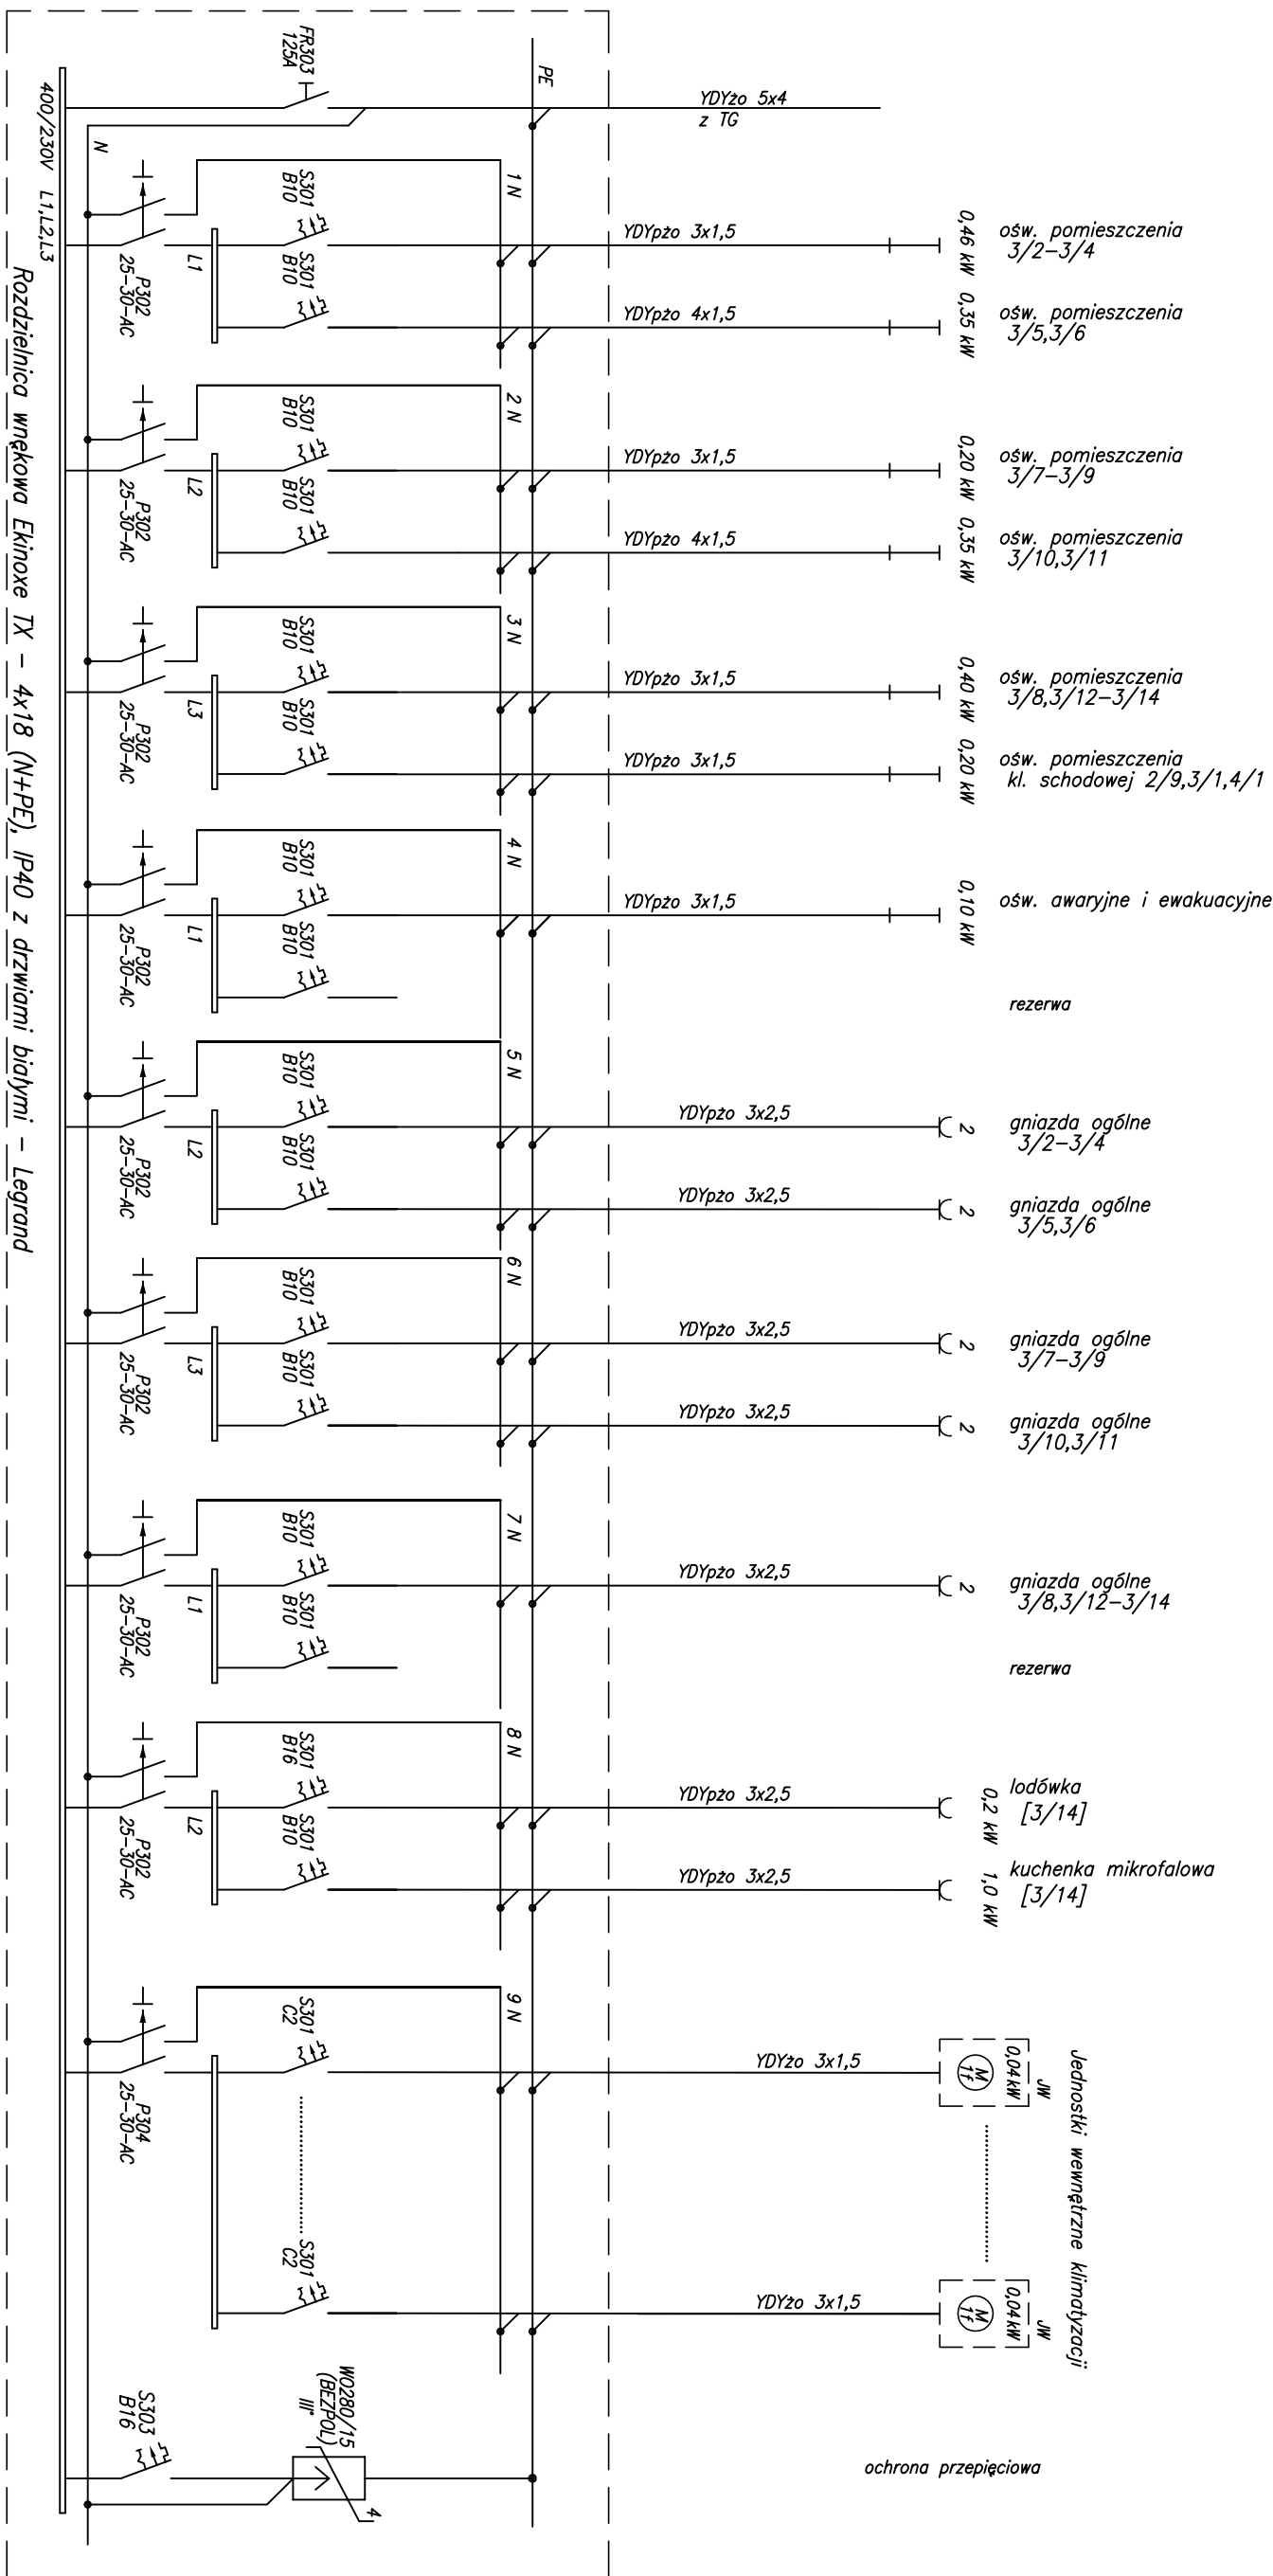 FR303
125A
PE
YDYżo 5x4
z TG
400/230V L1,L2,L3
N
1 N
S301
B10
YDYpżo 3x1,5
0,46 kW
ośw. pomieszczenia
3/2-3/4
P302
25-30-AC
L1
S301
B10
YDYpżo 4x1,5
0,35 kW
ośw. pomieszczenia
3/5,3/6
2 N
S301
B10
YDYpżo 3x1,5
0,20 kW
ośw. pomieszczenia
3/7-3/9
P302
25-30-AC
L2
S301
B10
YDYpżo 4x1,5
0,35 kW
ośw. pomieszczenia
3/10,3/11
3 N
S301
B10
YDYpżo 3x1,5
0,40 kW
ośw. pomieszczenia
3/8,3/12-3/14
P302
25-30-AC
L3
S301
B10
YDYpżo 3x1,5
0,20 kW
ośw. pomieszczenia
kl. schodowej 2/9,3/1,4/1
4 N
S301
B10
YDYpżo 3x1,5
0,10 kW
ośw. awaryjne i ewakuacyjne
P302
25-30-AC
L1
S301
B10
rezerwa
5 N
S301
B10
YDYpżo 3x2,5
2
gniazda ogólne
3/2-3/4
P302
25-30-AC
L2
S301
B10
YDYpżo 3x2,5
2
gniazda ogólne
3/5,3/6
6 N
S301
B10
YDYpżo 3x2,5
2
gniazda ogólne
3/7-3/9
P302
25-30-AC
L3
S301
B10
YDYpżo 3x2,5
2
gniazda ogólne
3/10,3/11
7 N
S301
B10
YDYpżo 3x2,5
2
gniazda ogólne
3/8,3/12-3/14
P302
25-30-AC
L1
S301
B10
rezerwa
8 N
S301
B16
YDYpżo 3x2,5
0,2 kW
lodówka
[3/14]
P302
25-30-AC
L2
S301
B10
YDYpżo 3x2,5
1,0 kW
kuchenka mikrofalowa
[3/14]
9 N
S301
C2
YDYżo 3x1,5
M
1f
0,04 kW
JW
P304
25-30-AC
Jednostki wewnętrzne klimatyzacji
S301
C2
YDYżo 3x1,5
M
1f
0,04 kW
JW
S303
B16
WO280/15
(BEZPOL)
III°
4
ochrona przepięciowa
Rozdzielnica wnękowa Ekinoxe TX - 4x18 (N+PE), IP40 z drzwiami białymi - Legrand